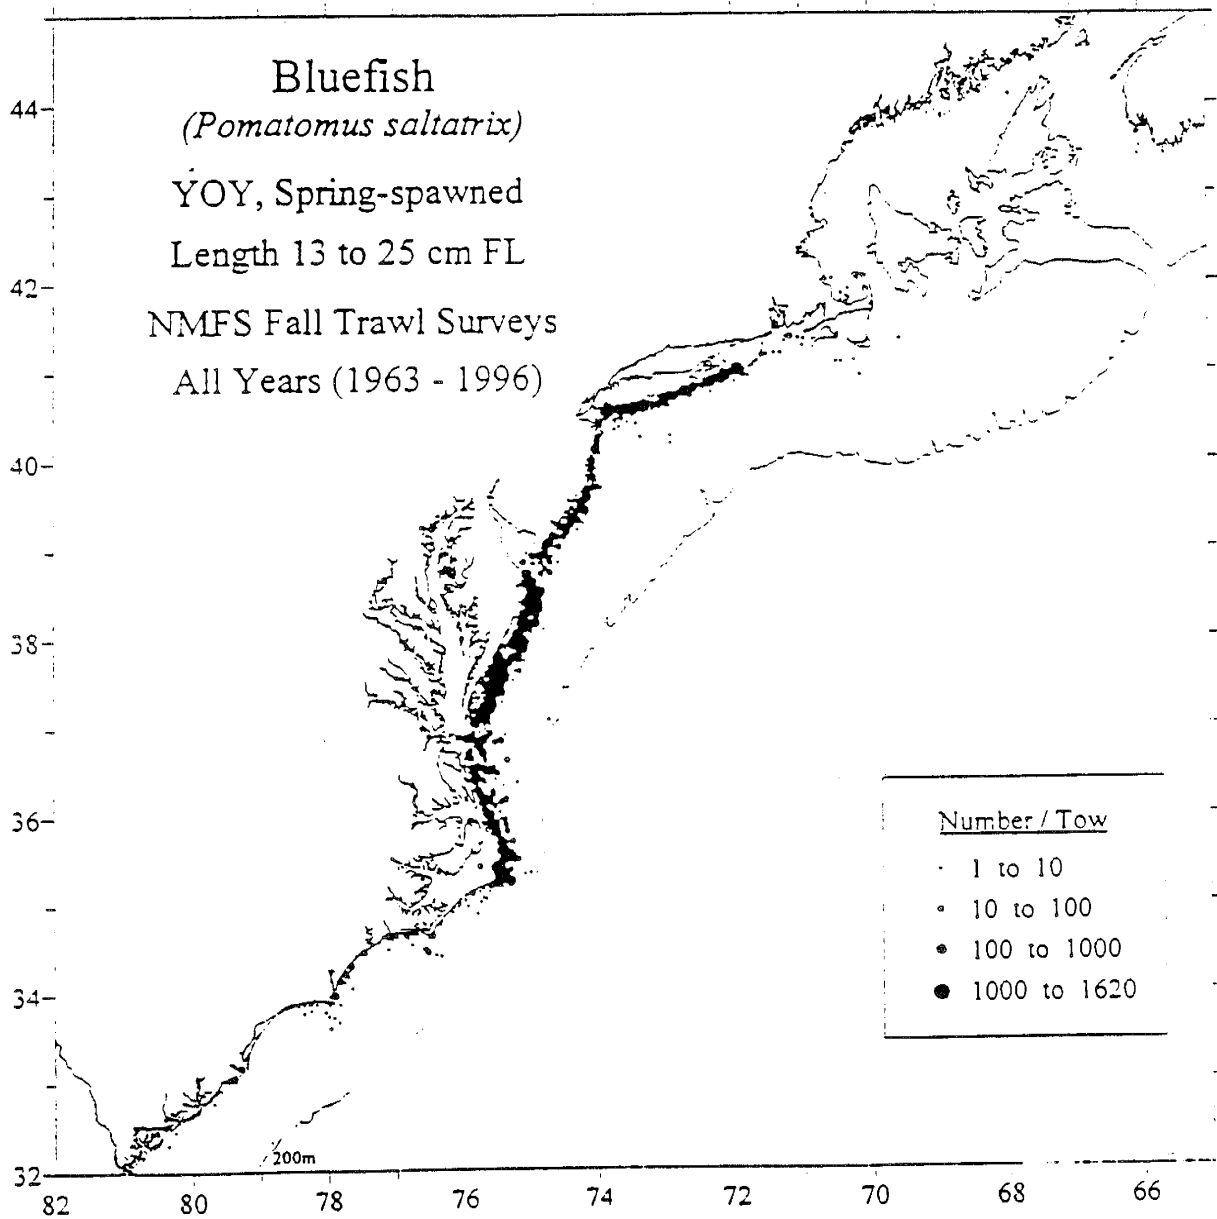 Bluefish
(Pomatomus saltatrix)
YOY, Spring-spawned
Length 13 to 25 cm FL
NMFS Fall Trawl Surveys
All Years (1963 - 1996)
44
42
40
38
36
34
32
Number / Tow
1 to 10
10 to 100
100 to 1000
1000 to 1620
200m
82 80 78 76 74 72 70 68 66